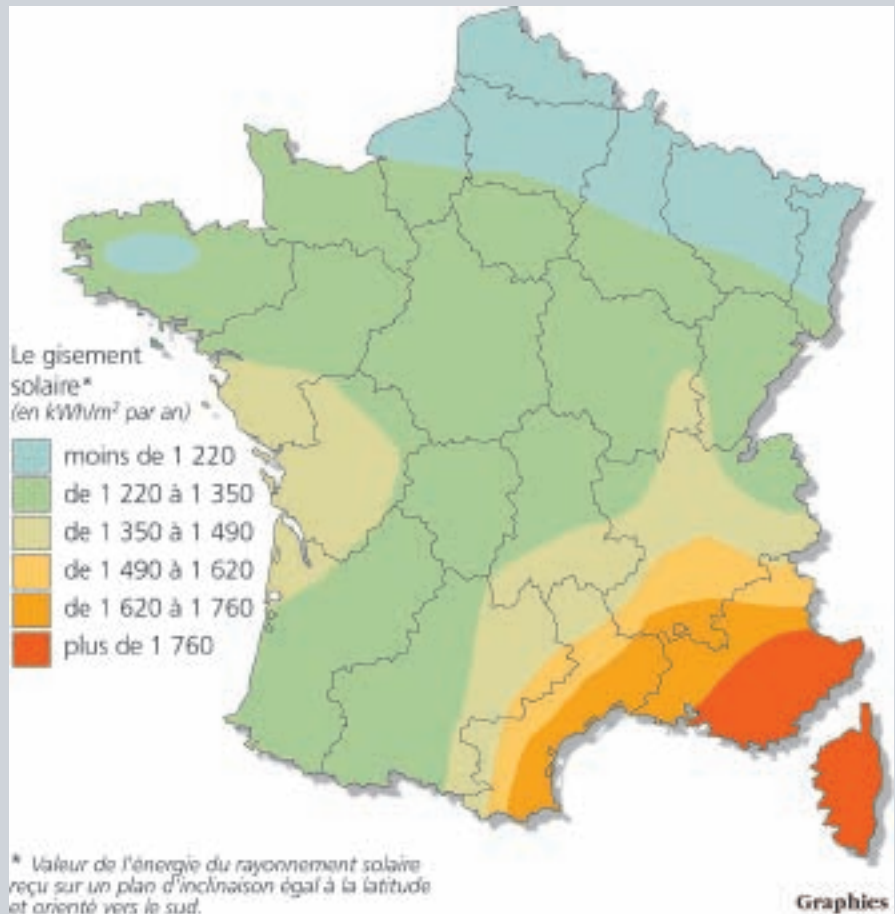 Le gisement
solaire*
(en kWh/m² par an)
moins de 1 220
de 1 220 à 1 350
de 1 350 à 1 490
de 1 490 à 1 620
de 1 620 à 1 760
plus de 1 760
* Valeur de l'énergie du rayonnement solaire
reçu sur un plan d'inclinaison égal à la latitude
et orienté vers le sud.
Graphies